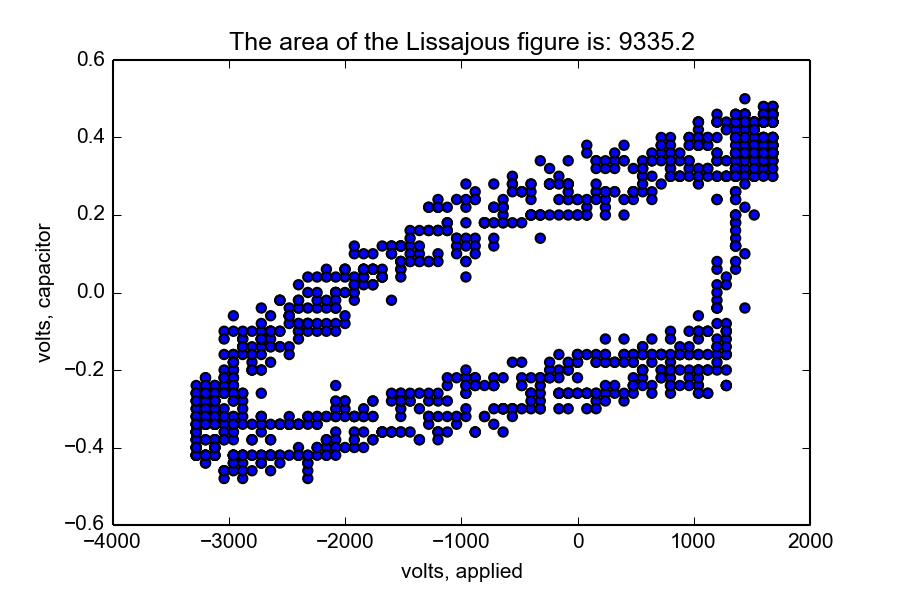 The area of the Lissajous figure is: 9335.2
0.6
0.4
0.2
0.0
−0.2
−0.4
−0.6
volts, capacitor
−4000 −3000 −2000 −1000 0 1000 2000
volts, applied